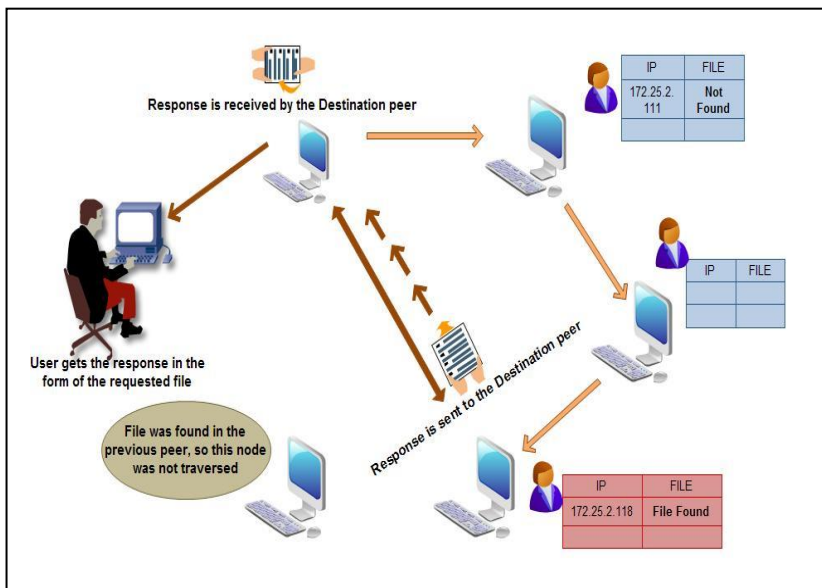 Response is received by the Destination peer
IP FILE
172.25.2.
111
Not
Found
IP FILE
User gets the response in the
form of the requested file
Response is sent to the Destination peer
File was found in the
previous peer, so this node
was not traversed
IP FILE
172.25.2.118 File Found